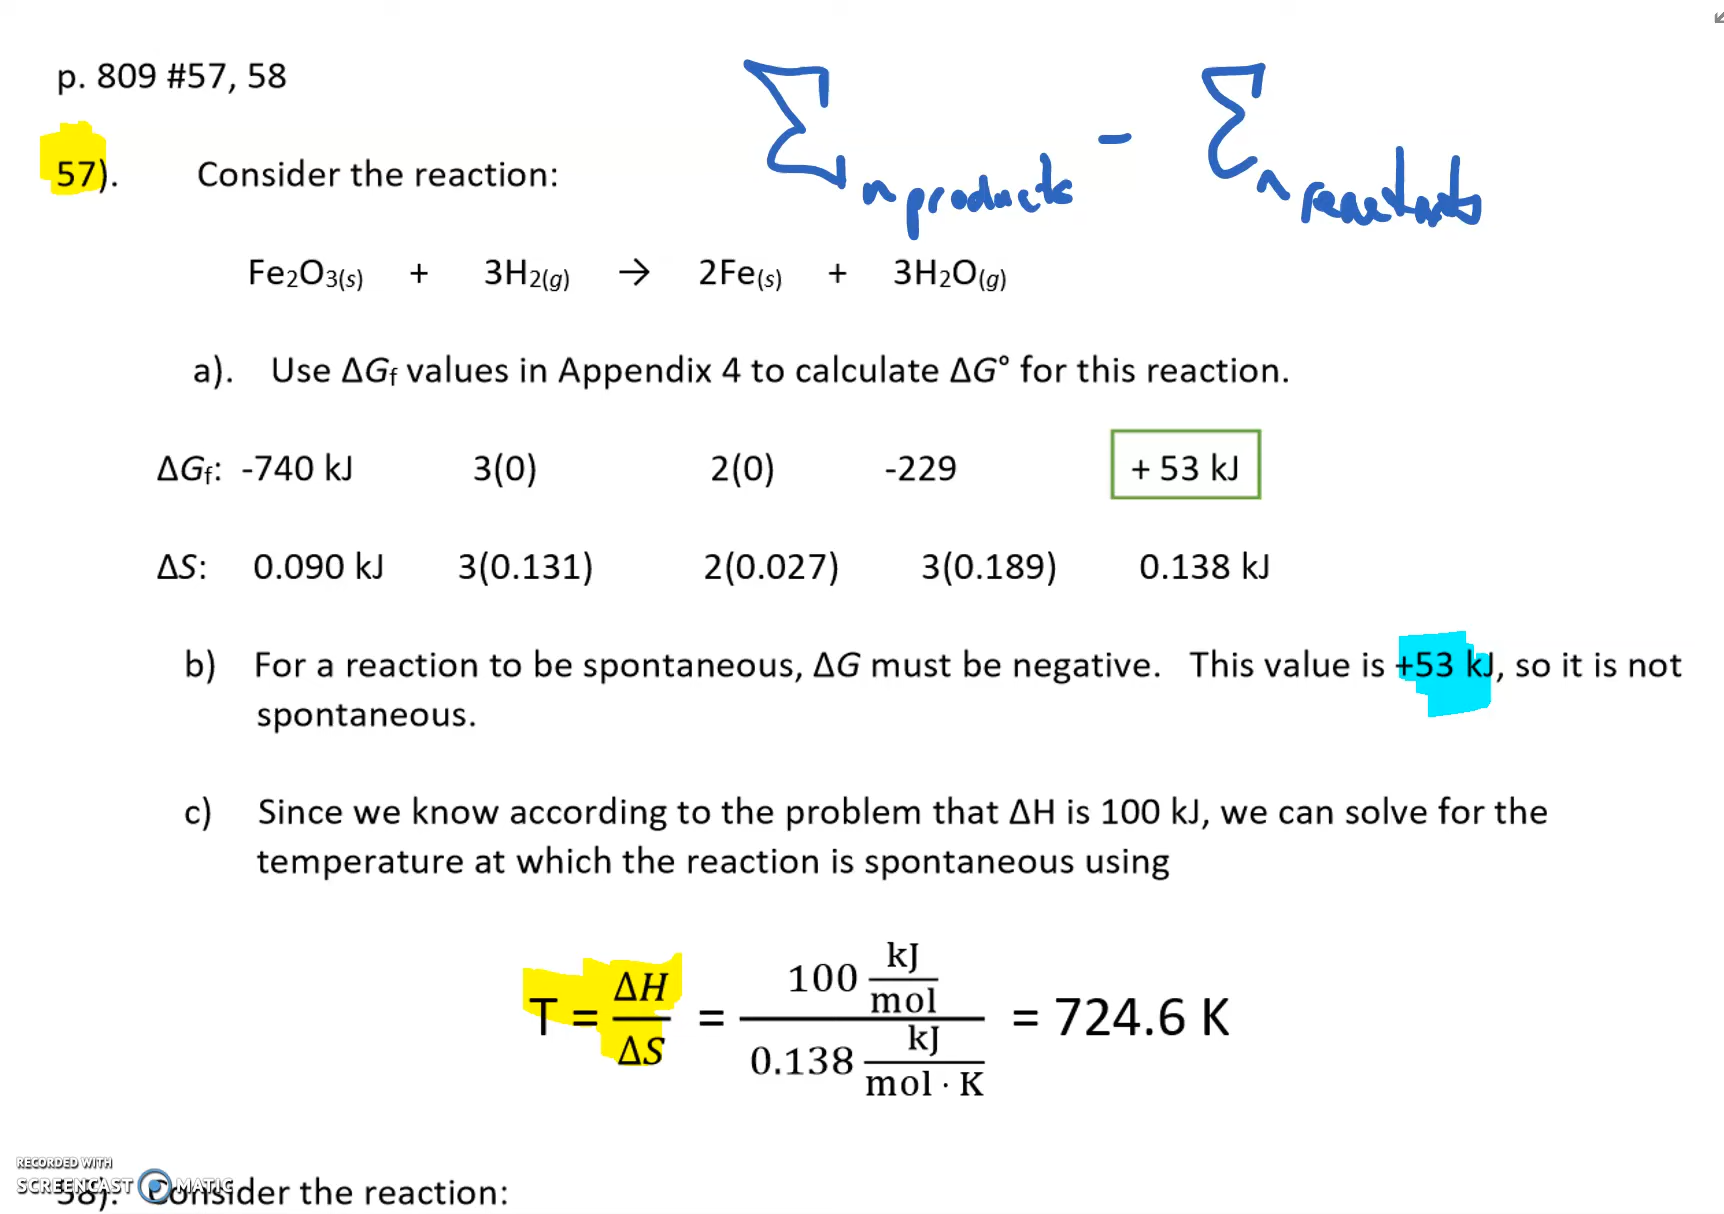 p. 809 #57, 58
Σn products - Σn reactants
57). Consider the reaction:
Fe₂O₃(s) + 3H₂(g) → 2Fe(s) + 3H₂O(g)
a). Use ΔGf values in Appendix 4 to calculate ΔG° for this reaction.
ΔGf: -740 kJ 3(0) 2(0) -229 + 53 kJ
ΔS: 0.090 kJ 3(0.131) 2(0.027) 3(0.189) 0.138 kJ
b) For a reaction to be spontaneous, ΔG must be negative. This value is +53 kJ, so it is not
spontaneous.
c) Since we know according to the problem that ΔH is 100 kJ, we can solve for the
temperature at which the reaction is spontaneous using
T = ΔH/ΔS = 100 kJ/mol / 0.138 kJ/mol · K = 724.6 K
RECORDED WITH
SCREENCAST MATIC
58). Consider the reaction: